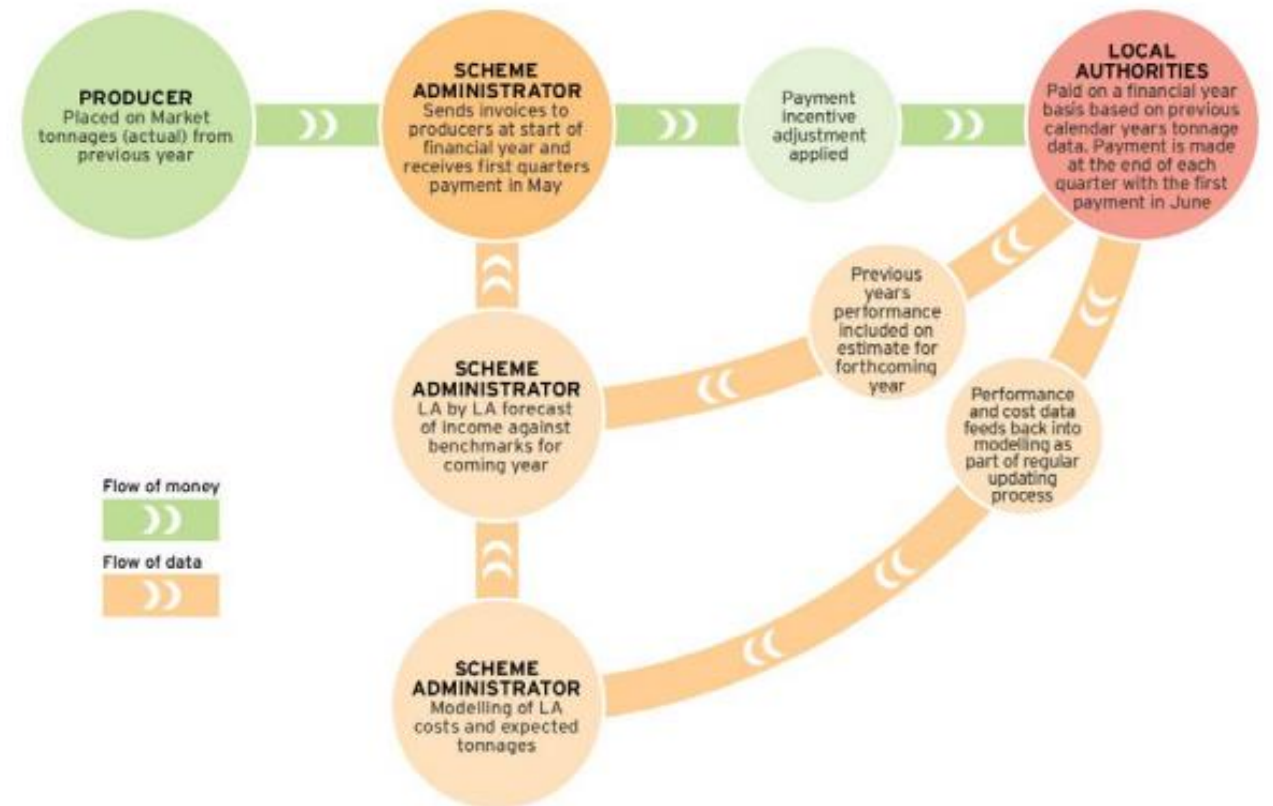 PRODUCER
Placed on Market
tonnages (actual) from
previous year
SCHEME
ADMINISTRATOR
Sends invoices to
producers at start of
financial year and
receives first quarters
payment in May
Payment
incentive
adjustment
applied
LOCAL
AUTHORITIES
Paid on a financial year
basis based on previous
calendar years tonnage
data. Payment is made
at the end of each
quarter with the first
payment in June
Previous
years
performance
included on
estimate for
forthcoming
year
SCHEME
ADMINISTRATOR
LA by LA forecast
of income against
benchmarks for
coming year
Performance
and cost data
feeds back into
modelling as
part of regular
updating
process
Flow of money
Flow of data
SCHEME
ADMINISTRATOR
Modelling of LA
costs and expected
tonnages